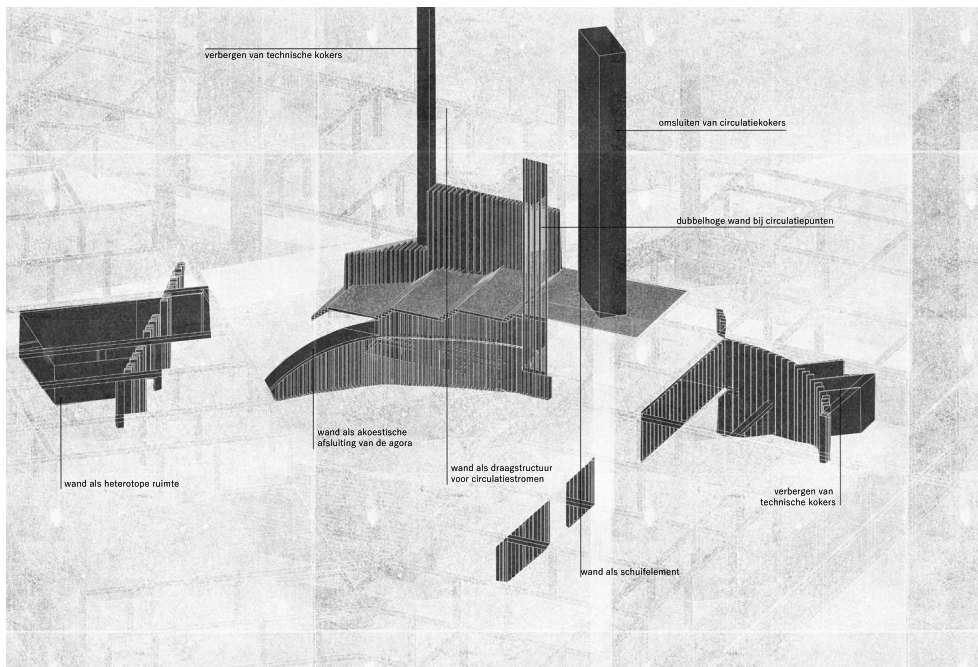 verbergen van technische kokers
omsluiten van circulatiekokers
dubbelhoge wand bij circulatiepunten
wand als akoestische
afsluiting van de agora
wand als draagstructuur
voor circulatiestromen
wand als heterotope ruimte
verbergen van
technische kokers
wand als schuifelement